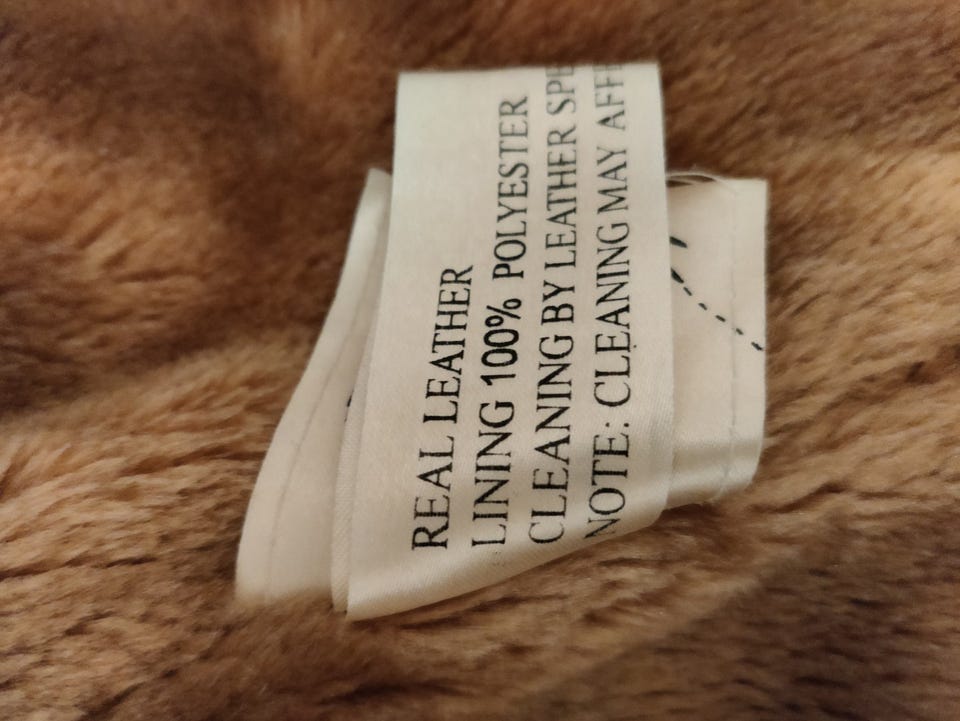 REAL LEATHER
LINING 100% POLYESTER
CLEANING BY LEATHER
NOTE: CLEANING MAY